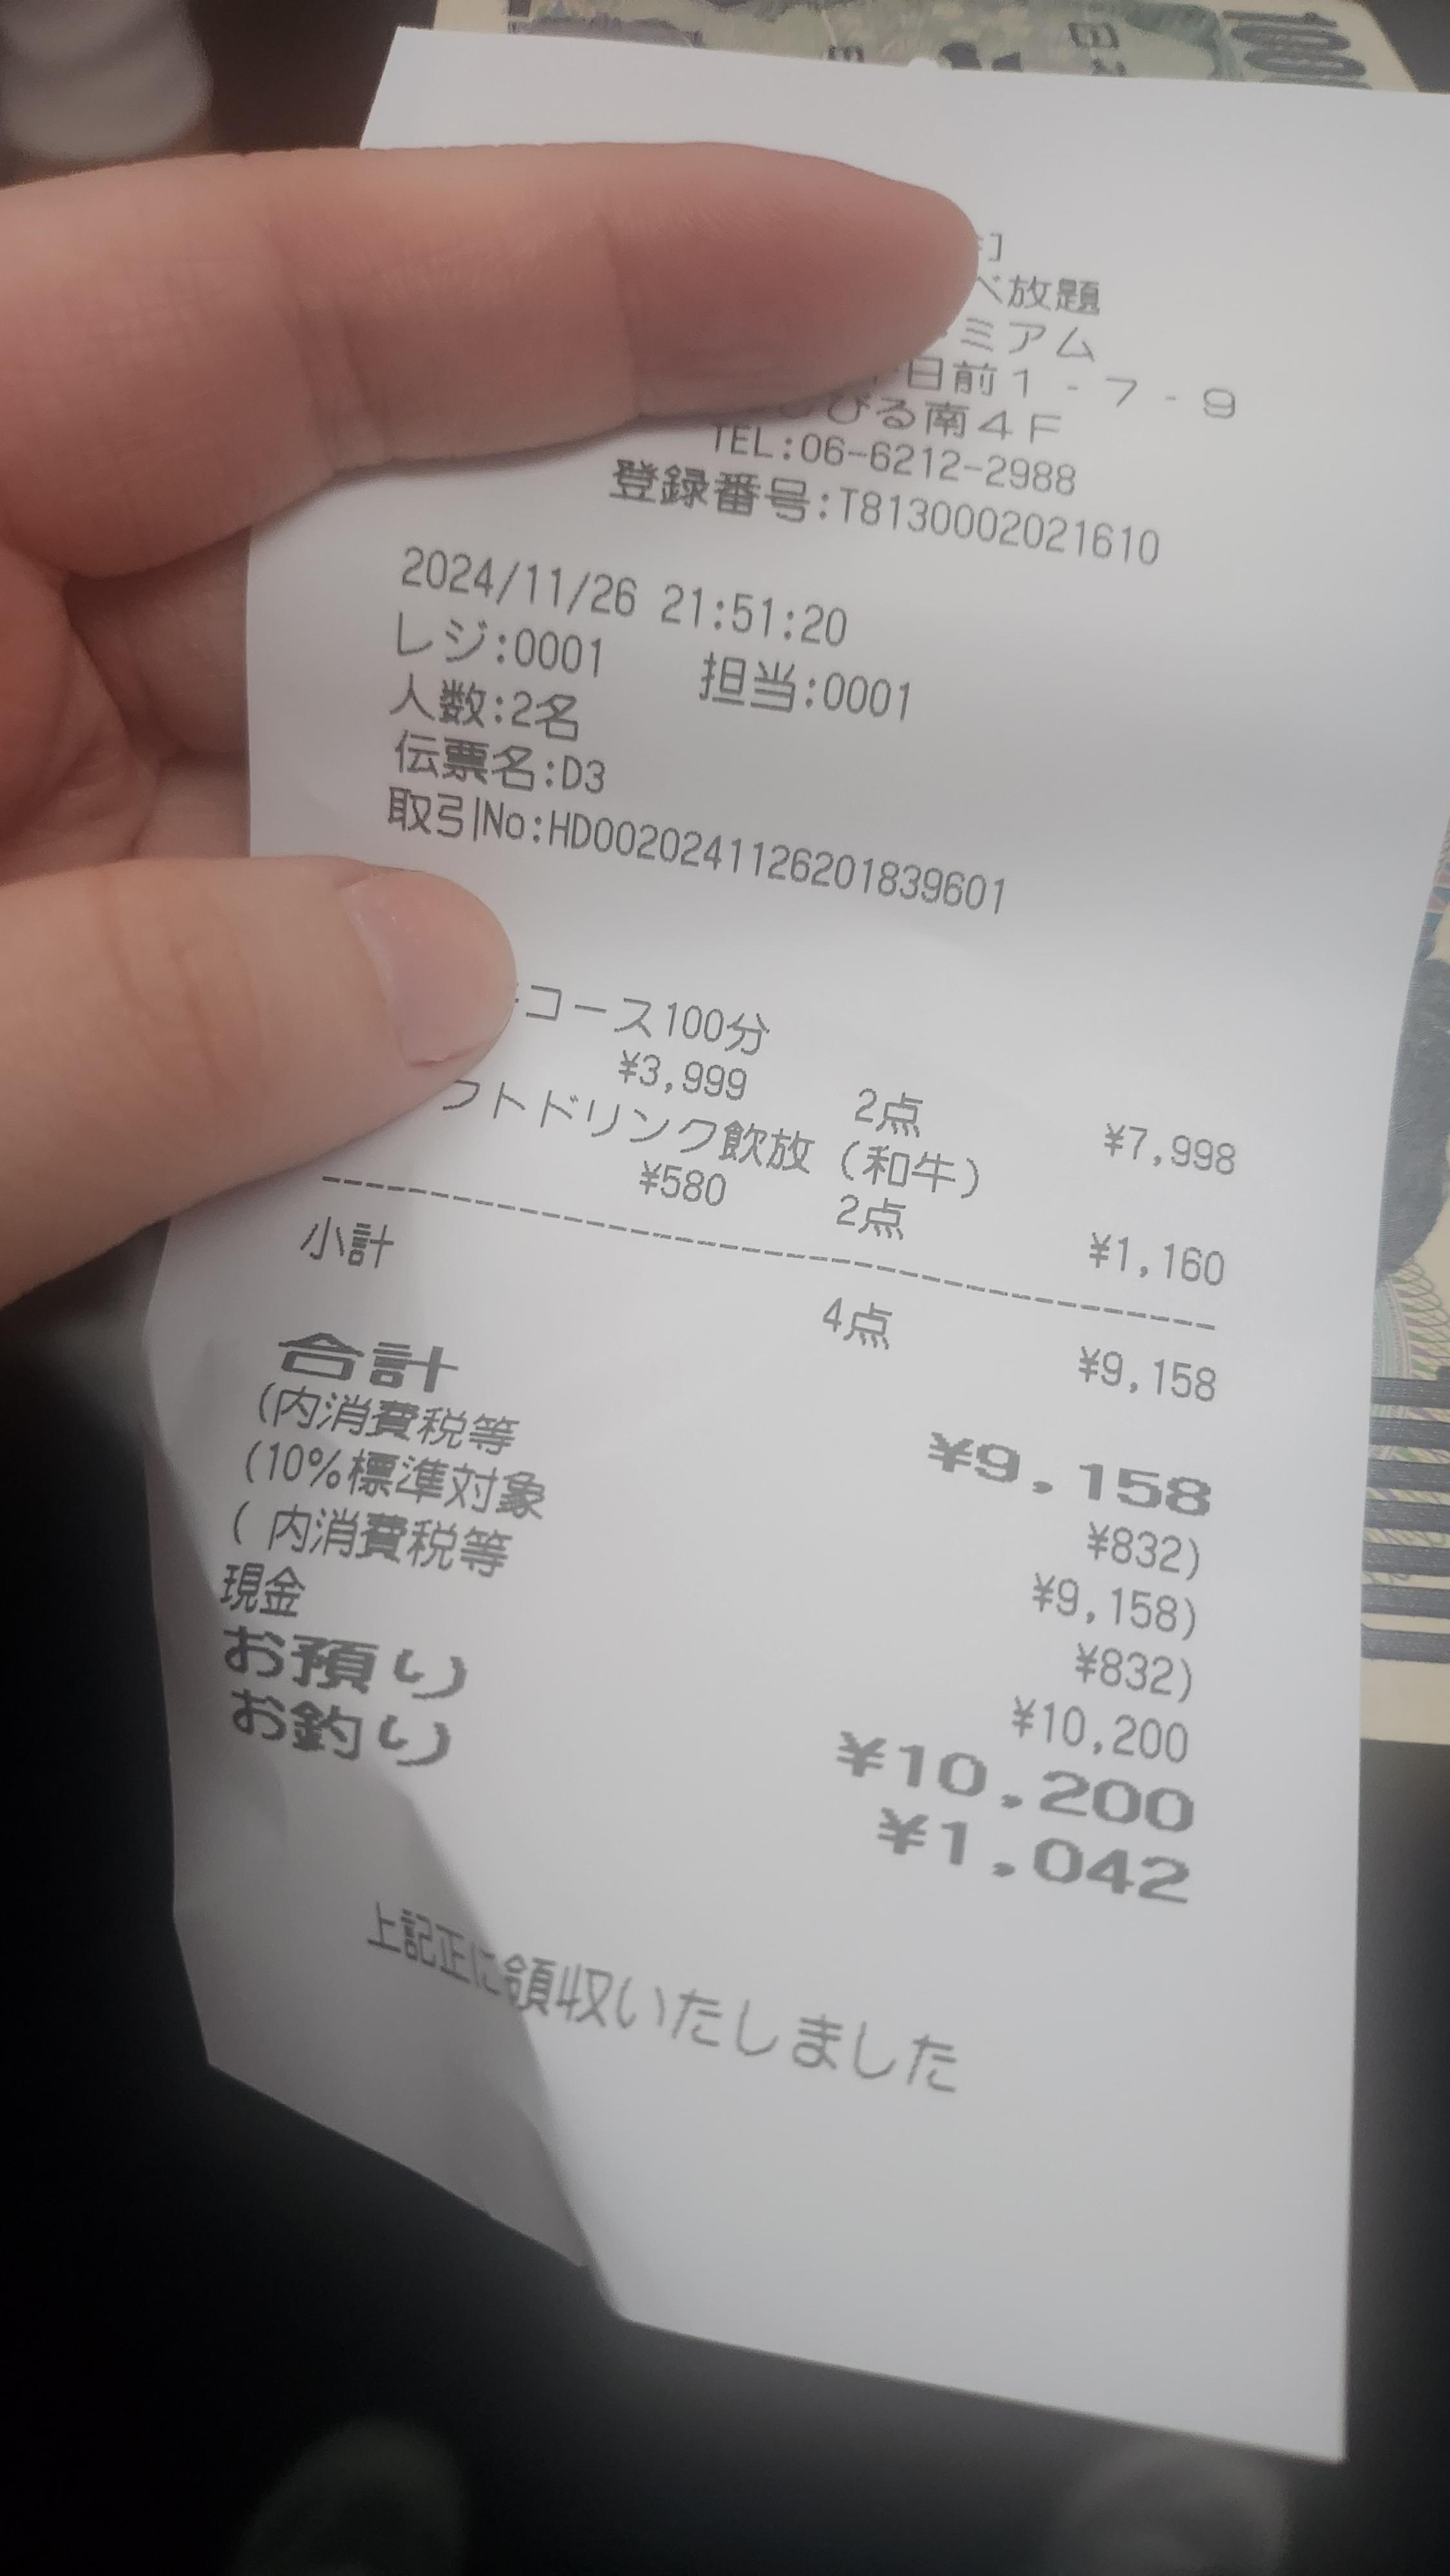 べ放題
ミアム
日前1-7-9
びる南4F
TEL:06-6212-2988
登録番号:T8130002021610
2024/11/26 21:51:20
レジ:0001 担当:0001
人数:2名
伝票名:D3
取引No:HD0020241126201839601
コース100分
¥3,999 2点 ¥7,998
フトドリンク飲放(和牛)
¥580 2点 ¥1,160
小計 4点 ¥9,158
合計 ¥9,158
(内消費税等 ¥832)
(10%標準対象 ¥9,158)
( 内消費税等 ¥832)
現金 ¥10,200
お預り ¥10,200
お釣り ¥1,042
上記正に領収いたしました